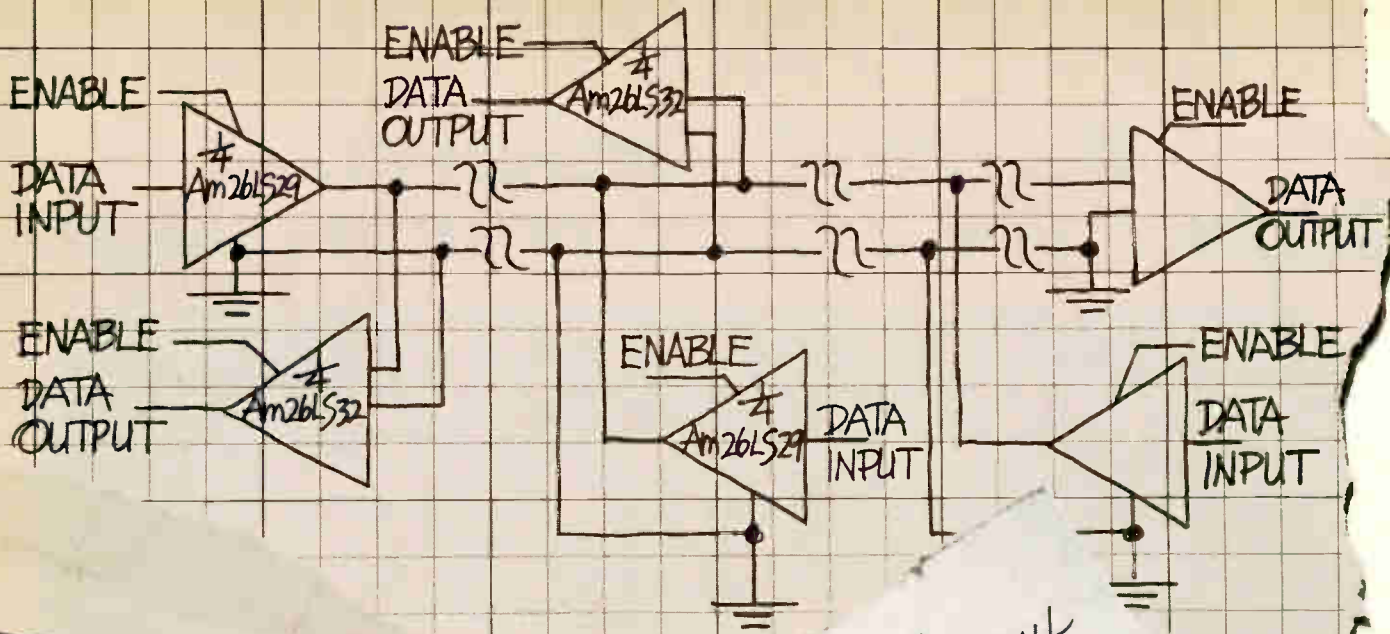 ENABLE
DATA
OUTPUT
1/4
Am26LS32
ENABLE
DATA
INPUT
1/4
Am26LS29
ENABLE
DATA
OUTPUT
ENABLE
DATA
OUTPUT
1/4
Am26LS32
ENABLE
1/4
Am26LS29
DATA
INPUT
ENABLE
DATA
INPUT